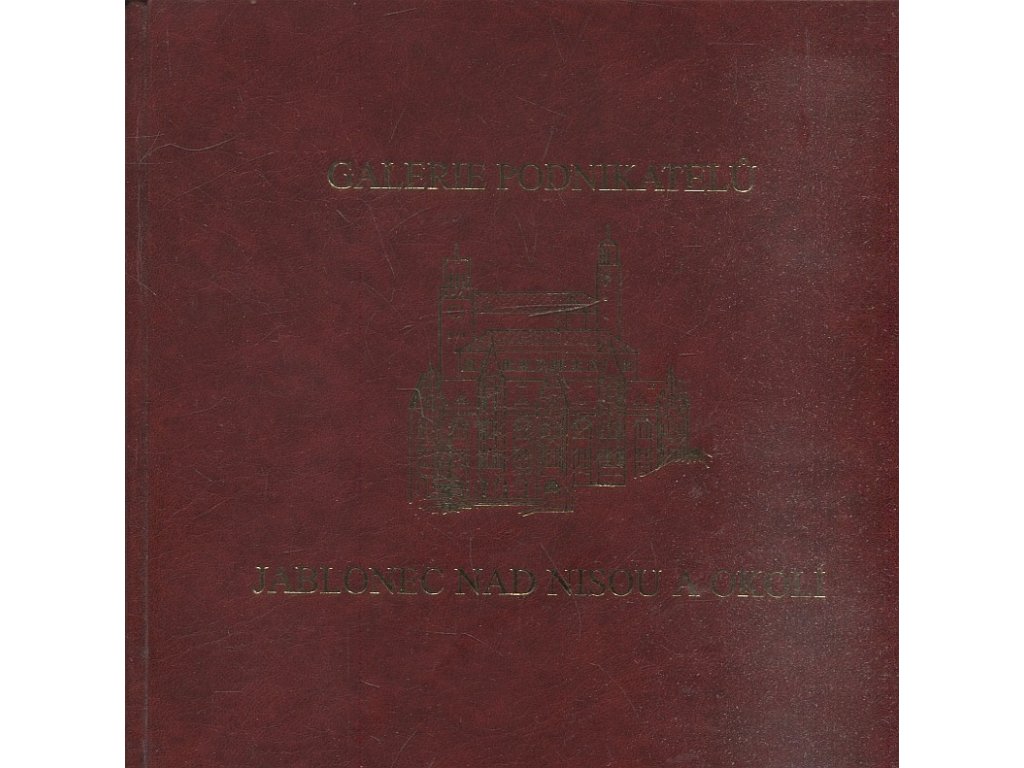 GALERIE PODNIKATELŮ
JABLONEC NAD NISOU A OKOLÍ